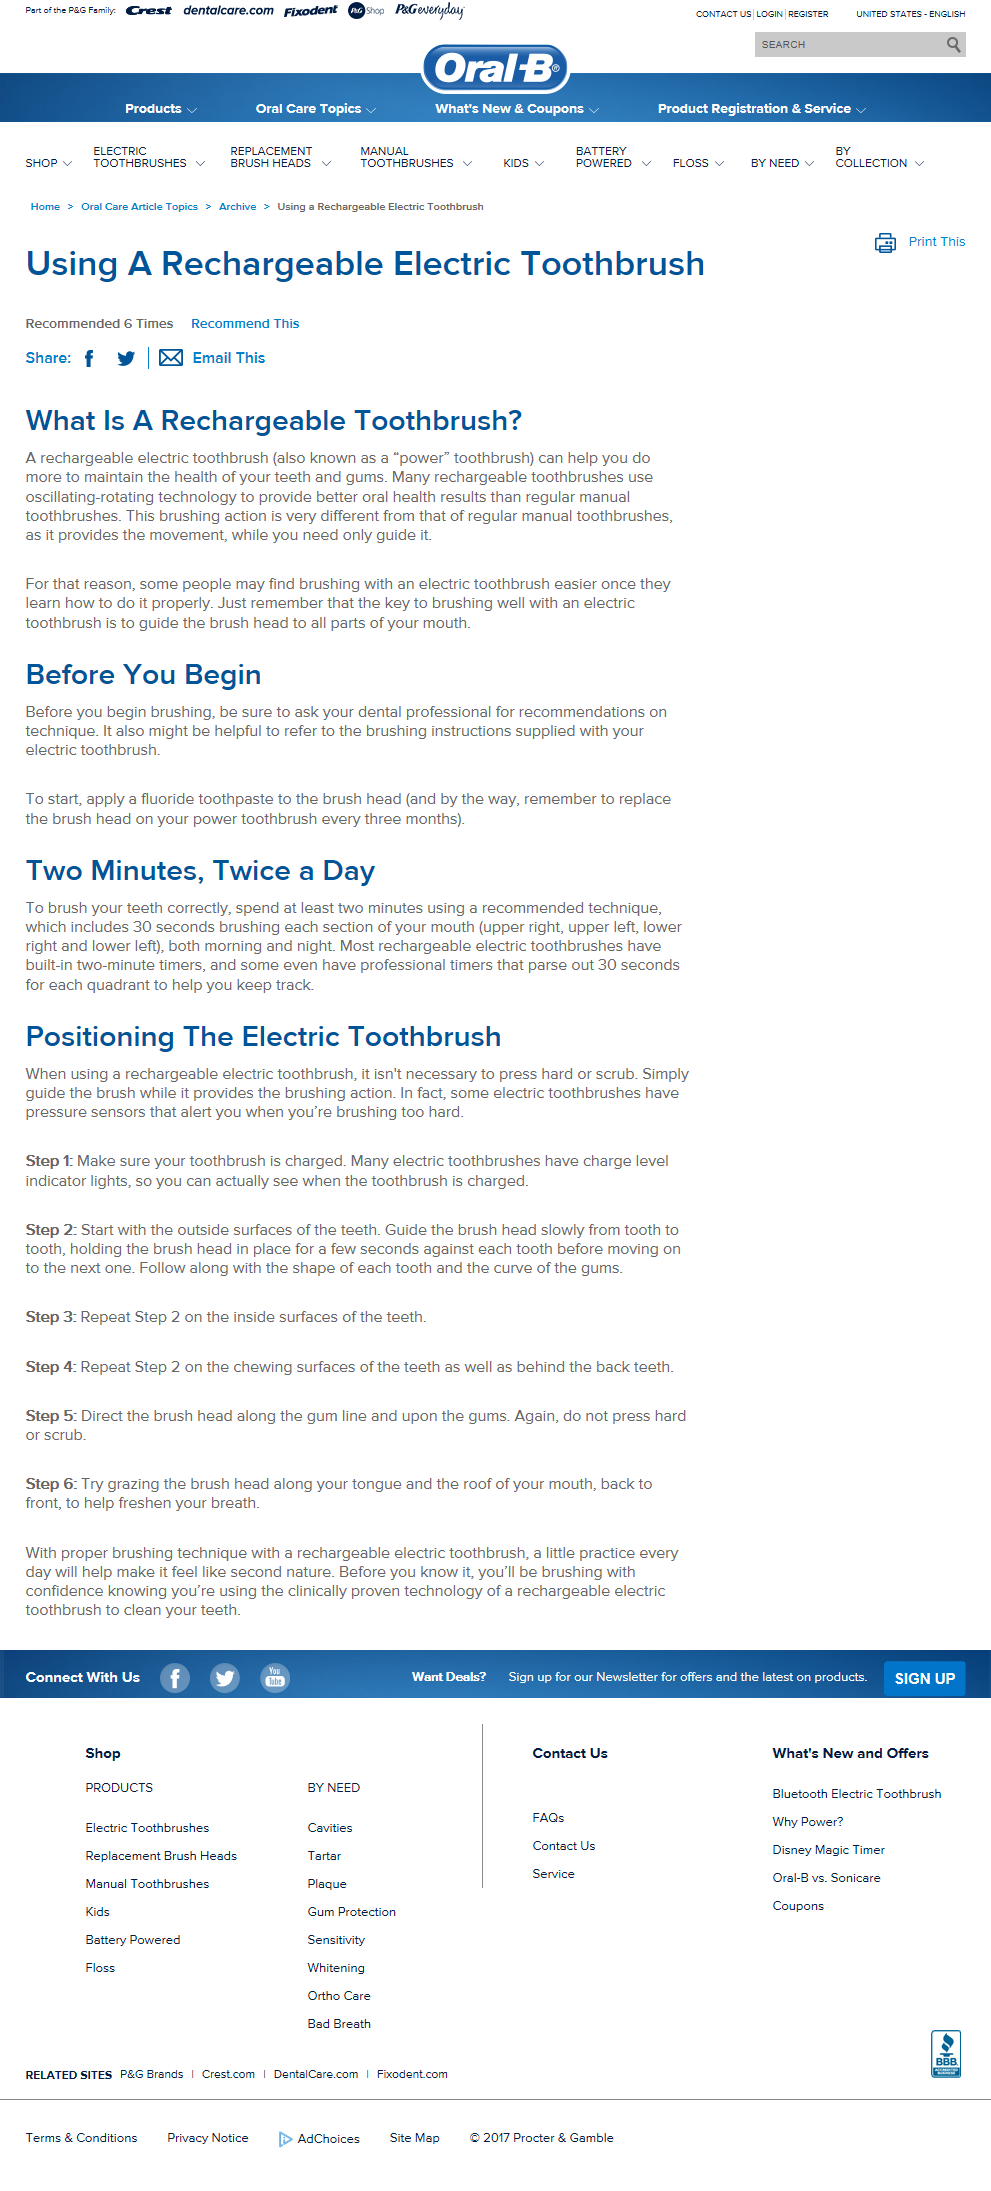 Part of the P&G Family: Crest dentalcare.com Fixodent P&G Shop P&G everyday
CONTACT US | LOGIN | REGISTER UNITED STATES - ENGLISH
SEARCH
Oral-B®
Products Oral Care Topics What's New & Coupons Product Registration & Service
SHOP ELECTRIC TOOTHBRUSHES REPLACEMENT BRUSH HEADS MANUAL TOOTHBRUSHES KIDS BATTERY POWERED FLOSS BY NEED BY COLLECTION
Home > Oral Care Article Topics > Archive > Using a Rechargeable Electric Toothbrush
Print This
Using A Rechargeable Electric Toothbrush
Recommended 6 Times Recommend This
Share: Email This
What Is A Rechargeable Toothbrush?
A rechargeable electric toothbrush (also known as a “power” toothbrush) can help you do
more to maintain the health of your teeth and gums. Many rechargeable toothbrushes use
oscillating-rotating technology to provide better oral health results than regular manual
toothbrushes. This brushing action is very different from that of regular manual toothbrushes,
as it provides the movement, while you need only guide it.
For that reason, some people may find brushing with an electric toothbrush easier once they
learn how to do it properly. Just remember that the key to brushing well with an electric
toothbrush is to guide the brush head to all parts of your mouth.
Before You Begin
Before you begin brushing, be sure to ask your dental professional for recommendations on
technique. It also might be helpful to refer to the brushing instructions supplied with your
electric toothbrush.
To start, apply a fluoride toothpaste to the brush head (and by the way, remember to replace
the brush head on your power toothbrush every three months).
Two Minutes, Twice a Day
To brush your teeth correctly, spend at least two minutes using a recommended technique,
which includes 30 seconds brushing each section of your mouth (upper right, upper left, lower
right and lower left), both morning and night. Most rechargeable electric toothbrushes have
built-in two-minute timers, and some even have professional timers that parse out 30 seconds
for each quadrant to help you keep track.
Positioning The Electric Toothbrush
When using a rechargeable electric toothbrush, it isn't necessary to press hard or scrub. Simply
guide the brush while it provides the brushing action. In fact, some electric toothbrushes have
pressure sensors that alert you when you’re brushing too hard.
Step 1: Make sure your toothbrush is charged. Many electric toothbrushes have charge level
indicator lights, so you can actually see when the toothbrush is charged.
Step 2: Start with the outside surfaces of the teeth. Guide the brush head slowly from tooth to
tooth, holding the brush head in place for a few seconds against each tooth before moving on
to the next one. Follow along with the shape of each tooth and the curve of the gums.
Step 3: Repeat Step 2 on the inside surfaces of the teeth.
Step 4: Repeat Step 2 on the chewing surfaces of the teeth as well as behind the back teeth.
Step 5: Direct the brush head along the gum line and upon the gums. Again, do not press hard
or scrub.
Step 6: Try grazing the brush head along your tongue and the roof of your mouth, back to
front, to help freshen your breath.
With proper brushing technique with a rechargeable electric toothbrush, a little practice every
day will help make it feel like second nature. Before you know it, you’ll be brushing with
confidence knowing you’re using the clinically proven technology of a rechargeable electric
toothbrush to clean your teeth.
Connect With Us You Tube Want Deals? Sign up for our Newsletter for offers and the latest on products. SIGN UP
Shop
PRODUCTS
Electric Toothbrushes
Replacement Brush Heads
Manual Toothbrushes
Kids
Battery Powered
Floss
BY NEED
Cavities
Tartar
Plaque
Gum Protection
Sensitivity
Whitening
Ortho Care
Bad Breath
Contact Us
FAQs
Contact Us
Service
What's New and Offers
Bluetooth Electric Toothbrush
Why Power?
Disney Magic Timer
Oral-B vs. Sonicare
Coupons
BBB
RELATED SITES P&G Brands | Crest.com | DentalCare.com | Fixodent.com
Terms & Conditions Privacy Notice AdChoices Site Map © 2017 Procter & Gamble